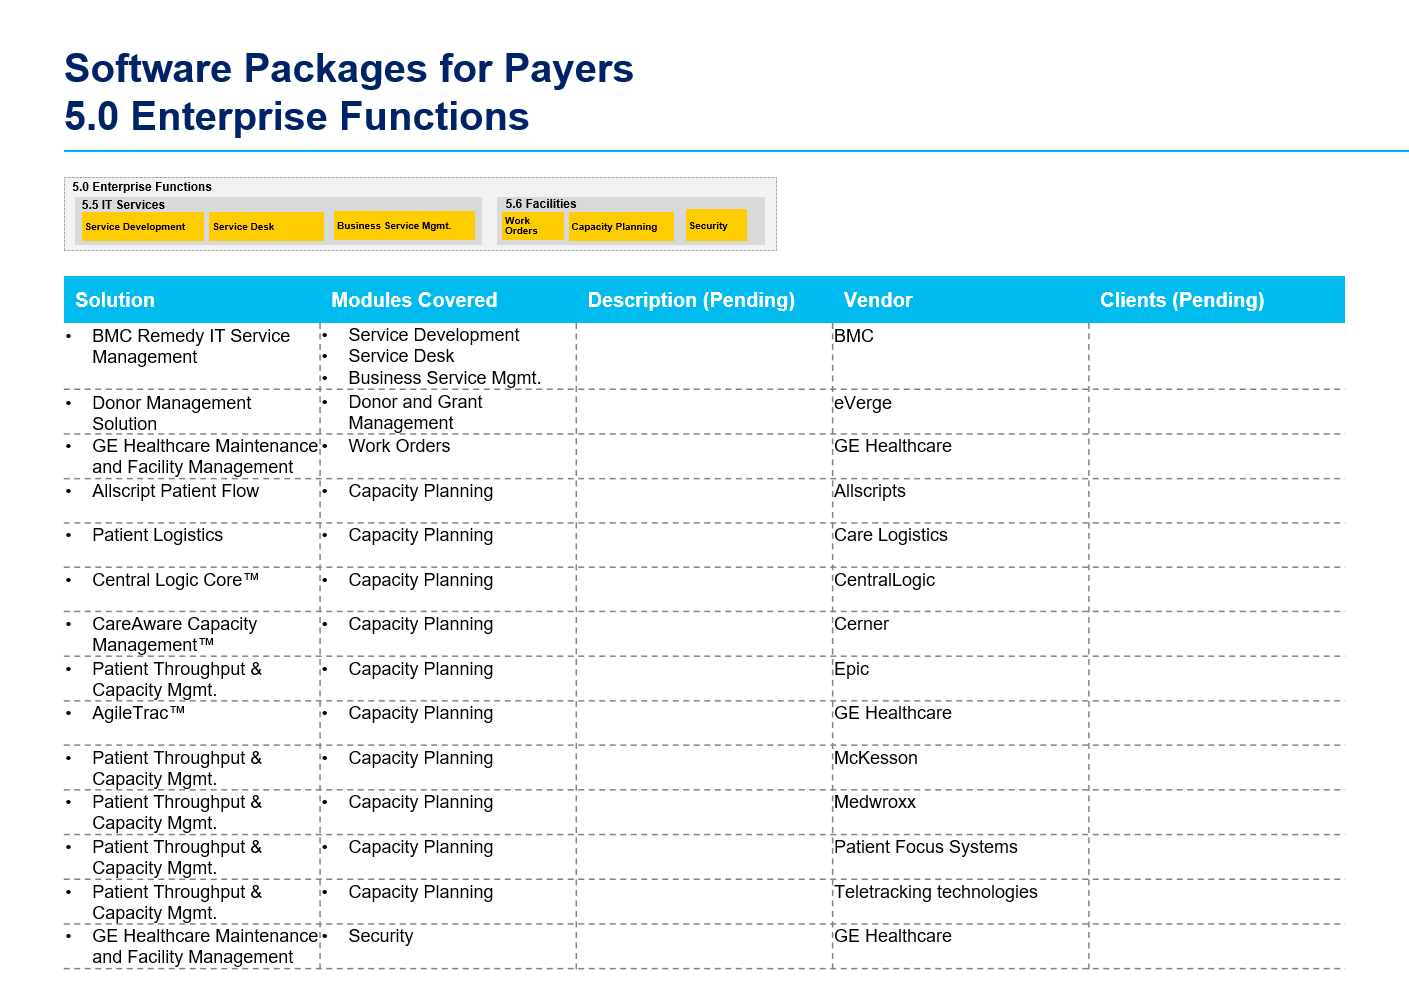 Software Packages for Payers
5.0 Enterprise Functions
5.0 Enterprise Functions
5.5 IT Services
Service Development
Service Desk
Business Service Mgmt.
5.6 Facilities
Work
Orders
Capacity Planning
Security
Solution
Modules Covered
Description (Pending)
Vendor
Clients (Pending)
• BMC Remedy IT Service
Management
• Service Development
• Service Desk
• Business Service Mgmt.
BMC
• Donor Management
Solution
• Donor and Grant
Management
eVerge
• GE Healthcare Maintenance
and Facility Management
• Work Orders
GE Healthcare
• Allscript Patient Flow
• Capacity Planning
Allscripts
• Patient Logistics
• Capacity Planning
Care Logistics
• Central Logic Core™
• Capacity Planning
CentralLogic
• CareAware Capacity
Management™
• Capacity Planning
Cerner
• Patient Throughput &
Capacity Mgmt.
• Capacity Planning
Epic
• AgileTrac™
• Capacity Planning
GE Healthcare
• Patient Throughput &
Capacity Mgmt.
• Capacity Planning
McKesson
• Patient Throughput &
Capacity Mgmt.
• Capacity Planning
Medwroxx
• Patient Throughput &
Capacity Mgmt.
• Capacity Planning
Patient Focus Systems
• Patient Throughput &
Capacity Mgmt.
• Capacity Planning
Teletracking technologies
• GE Healthcare Maintenance
and Facility Management
• Security
GE Healthcare